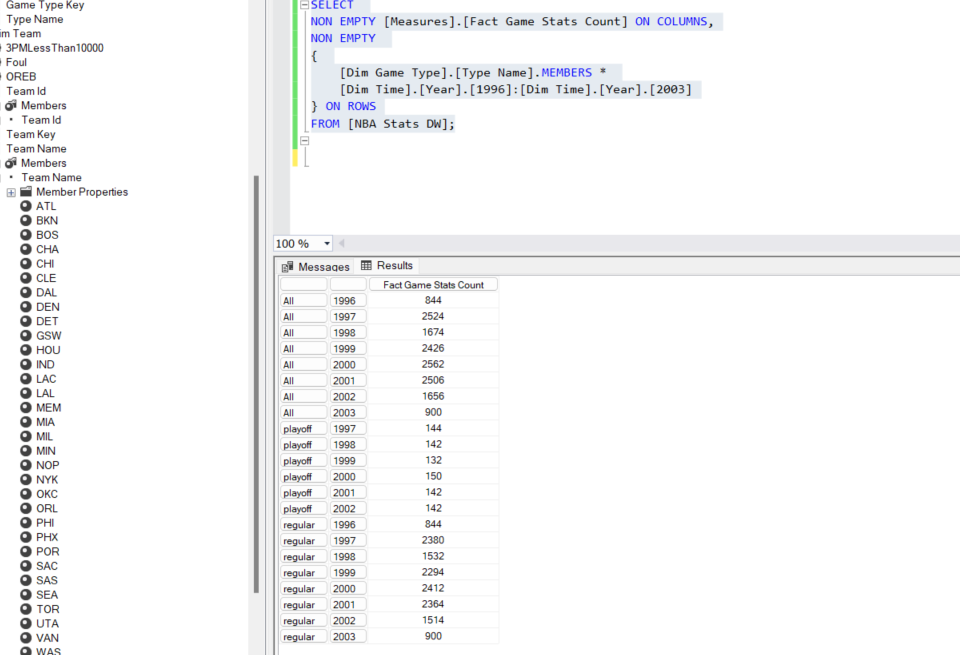 Game Type Key
Type Name
im Team
3PMLessThan10000
Foul
OREB
Team Id
Members
Team Id
Team Key
Team Name
Members
Team Name
Member Properties
ATL
BKN
BOS
CHA
CHI
CLE
DAL
DEN
DET
GSW
HOU
IND
LAC
LAL
MEM
MIA
MIL
MIN
NOP
NYK
OKC
ORL
PHI
PHX
POR
SAC
SAS
SEA
TOR
UTA
VAN
WAS
SELECT
NON EMPTY [Measures].[Fact Game Stats Count] ON COLUMNS,
NON EMPTY
{
[Dim Game Type].[Type Name].MEMBERS *
[Dim Time].[Year].[1996]:[Dim Time].[Year].[2003]
} ON ROWS
FROM [NBA Stats DW];
100 %
Messages Results
Fact Game Stats Count
All 1996 844
All 1997 2524
All 1998 1674
All 1999 2426
All 2000 2562
All 2001 2506
All 2002 1656
All 2003 900
playoff 1997 144
playoff 1998 142
playoff 1999 132
playoff 2000 150
playoff 2001 142
playoff 2002 142
regular 1996 844
regular 1997 2380
regular 1998 1532
regular 1999 2294
regular 2000 2412
regular 2001 2364
regular 2002 1514
regular 2003 900